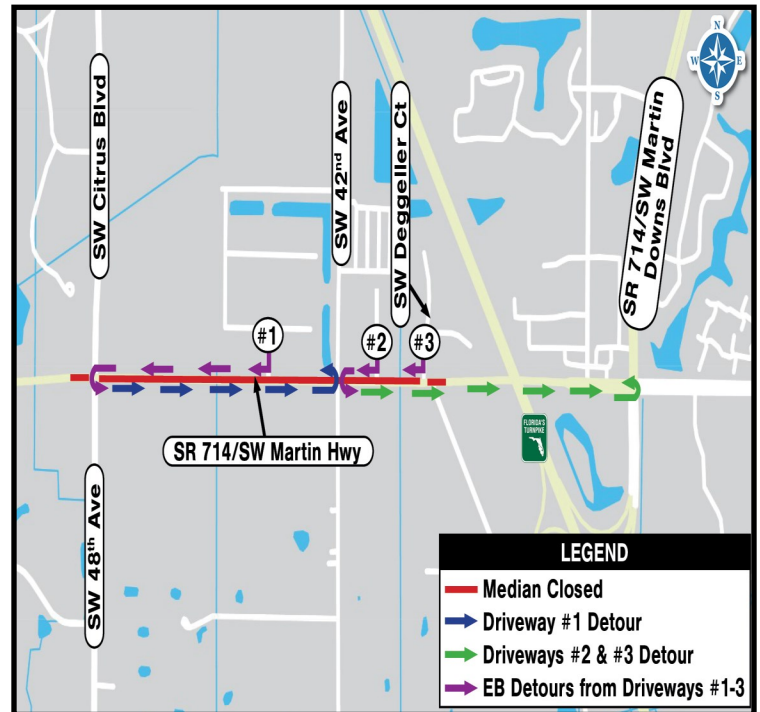 N
W
E
S
SW Citrus Blvd
SW 42nd Ave
SW Deggeller Ct
SR 714/SW Martin
Downs Blvd
#1
#2
#3
SR 714/SW Martin Hwy
FLORIDA'S
TURNPIKE
SW 48th Ave
LEGEND
Median Closed
Driveway #1 Detour
Driveways #2 & #3 Detour
EB Detours from Driveways #1-3